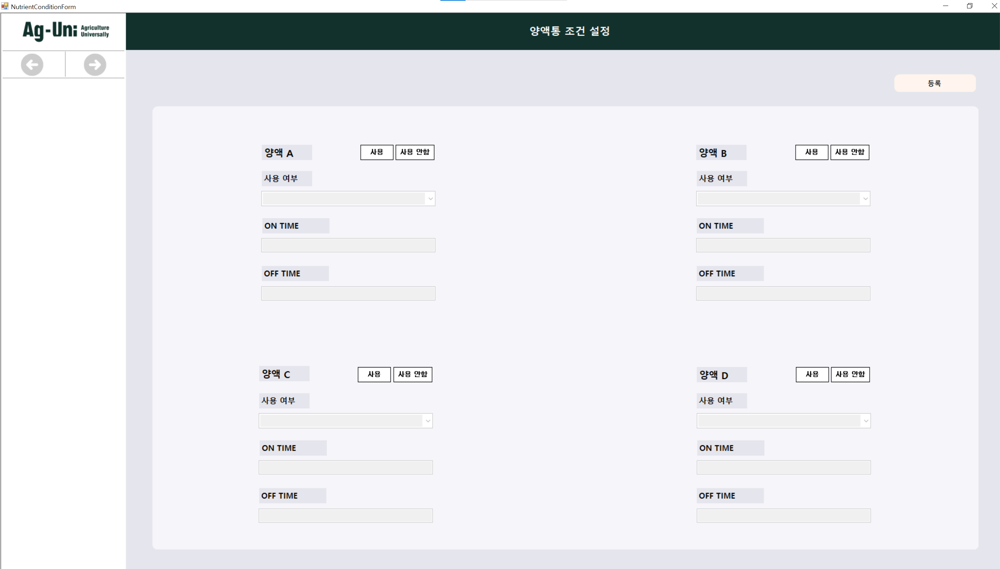 NutrientConditionForm
Ag-Uni Agriculture Universally
양액통 조건 설정
등록
양액 A 사용 사용 안함
양액 B 사용 사용 안함
사용 여부
사용 여부
ON TIME
ON TIME
OFF TIME
OFF TIME
양액 C 사용 사용 안함
양액 D 사용 사용 안함
사용 여부
사용 여부
ON TIME
ON TIME
OFF TIME
OFF TIME